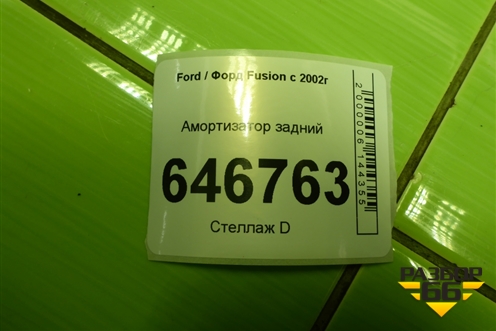 Ford / Форд Fusion с 2002г
Амортизатор задний
646763
Стеллаж D
2000006144355
РАЗБОР
66